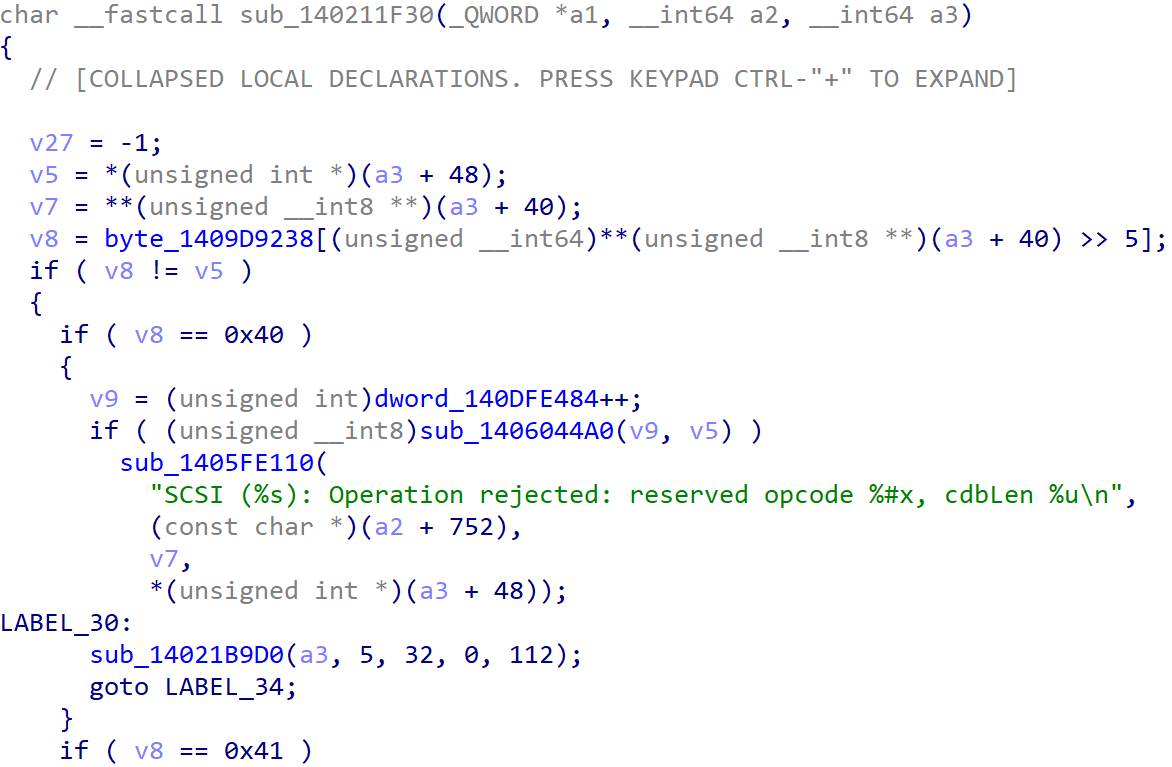 char __fastcall sub_140211F30(_QWORD *a1, __int64 a2, __int64 a3)
{
  // [COLLAPSED LOCAL DECLARATIONS. PRESS KEYPAD CTRL-"+" TO EXPAND]

  v27 = -1;
  v5 = *(unsigned int *)(a3 + 48);
  v7 = **(unsigned __int8 **)(a3 + 40);
  v8 = byte_1409D9238[(unsigned __int64)**(unsigned __int8 **)(a3 + 40) >> 5];
  if ( v8 != v5 )
  {
    if ( v8 == 0x40 )
    {
      v9 = (unsigned int)dword_140DFE484++;
      if ( (unsigned __int8)sub_1406044A0(v9, v5) )
        sub_1405FE110(
          "SCSI (%s): Operation rejected: reserved opcode %#x, cdbLen %u\n",
          (const char *)(a2 + 752),
          v7,
          *(unsigned int *)(a3 + 48));
LABEL_30:
      sub_14021B9D0(a3, 5, 32, 0, 112);
      goto LABEL_34;
    }
    if ( v8 == 0x41 )